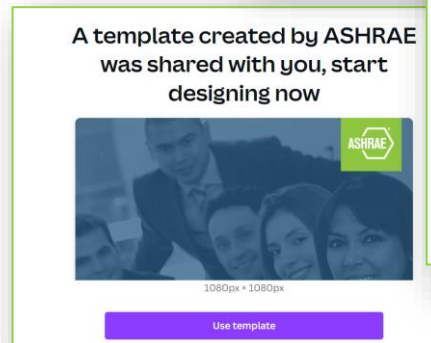 A template created by ASHRAE
was shared with you, start
designing now
ASHRAE
1080px × 1080px
Use template